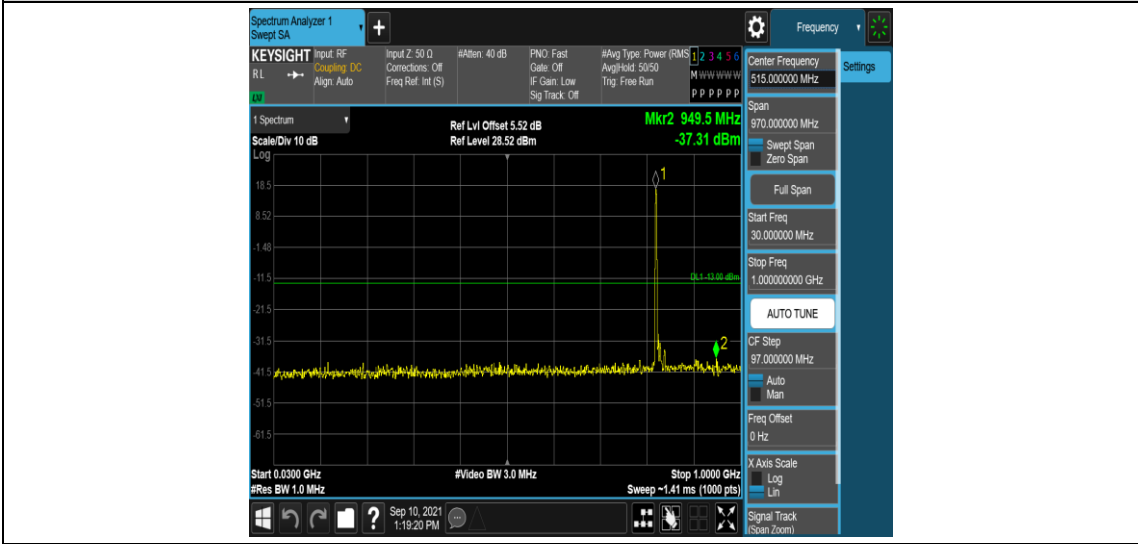 Spectrum Analyzer 1
Swept SA
+
Frequency
KEYSIGHT
RL
Input: RF
Coupling: DC
Align: Auto
Input Z: 50 Ω
Corrections: Off
Freq Ref: Int (S)
#Atten: 40 dB
PNO: Fast
Gate: Off
IF Gain: Low
Sig Track: Off
#Avg Type: Power (RMS
Avg|Hold: 50/50
Trig: Free Run
1 2 3 4 5 6
M W W W W W
P P P P P P
1 Spectrum
Scale/Div 10 dB
Log
Ref Lvl Offset 5.52 dB
Ref Level 28.52 dBm
Mkr2 949.5 MHz
-37.31 dBm
1
18.5
8.52
-1.48
-11.5
DL1 -13.00 dBm
-21.5
-31.5
2
-41.5
-51.5
-61.5
Start 0.0300 GHz
#Res BW 1.0 MHz
#Video BW 3.0 MHz
Stop 1.0000 GHz
Sweep ~1.41 ms (1000 pts)
?
Sep 10, 2021
1:19:20 PM
Center Frequency
515.000000 MHz
Settings
Span
970.000000 MHz
Swept Span
Zero Span
Full Span
Start Freq
30.000000 MHz
Stop Freq
1.000000000 GHz
AUTO TUNE
CF Step
97.000000 MHz
Auto
Man
Freq Offset
0 Hz
X Axis Scale
Log
Lin
Signal Track
(Span Zoom)